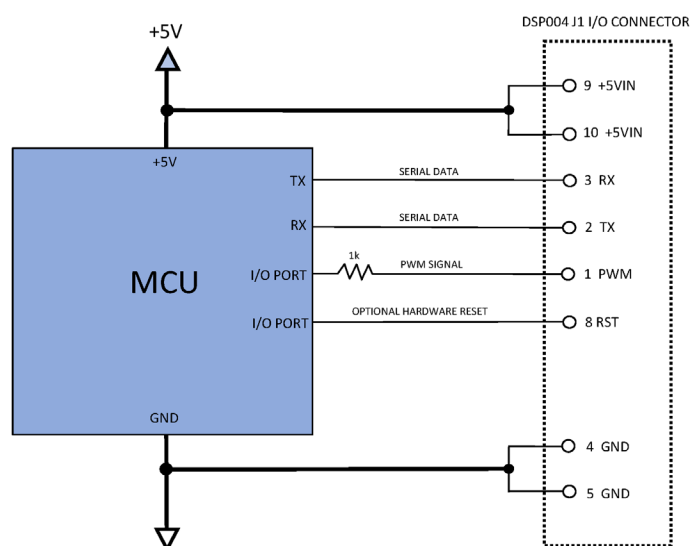 DSP004 J1 I/O CONNECTOR
+5V
9 +5VIN
10 +5VIN
+5V
TX
SERIAL DATA
3 RX
RX
SERIAL DATA
2 TX
1k
I/O PORT
PWM SIGNAL
1 PWM
MCU
I/O PORT
OPTIONAL HARDWARE RESET
8 RST
GND
4 GND
5 GND